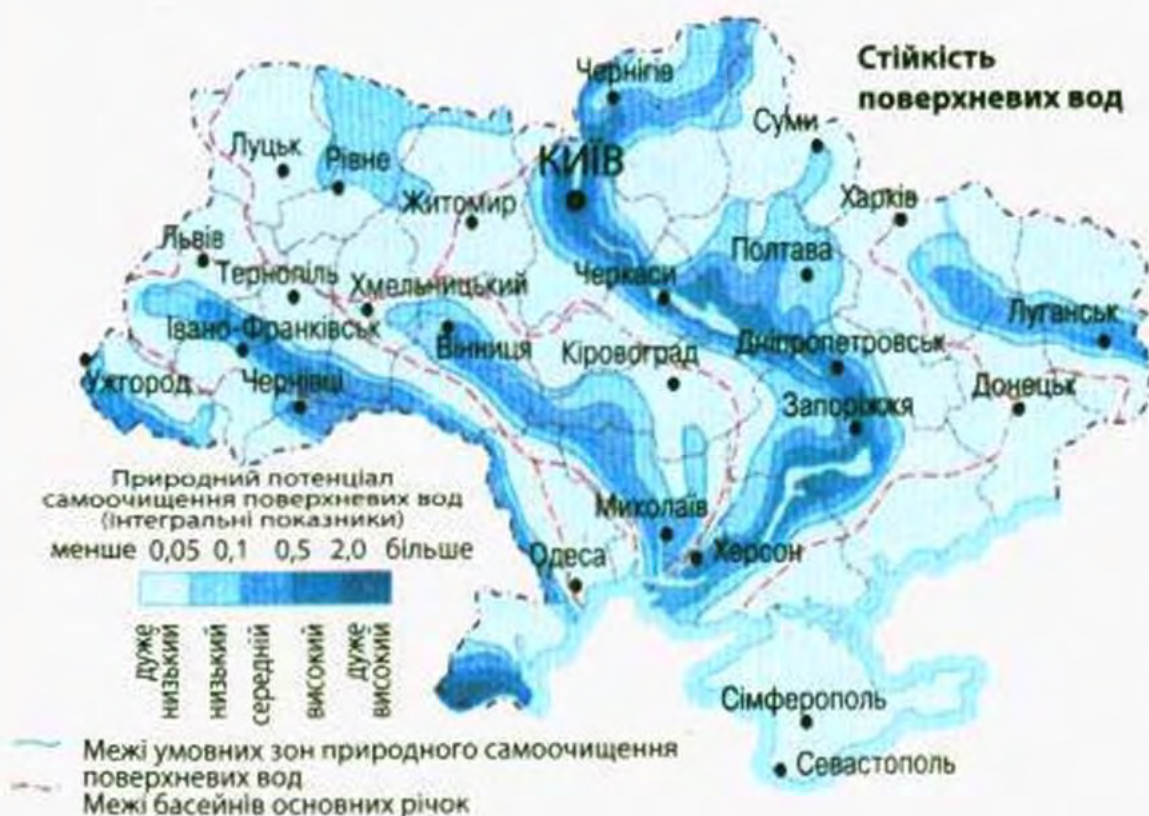 Стійкість
поверхневих вод
Чернігів
Суми
КИЇВ
Луцьк
Рівне
Харків
Житомир
Львів
Полтава
Тернопіль
Хмельницький
Черкаси
Луганськ
Івано-Франківськ
Вінниця
Кіровоград
Дніпропетровськ
Ужгород
Чернівці
Донецьк
Запоріжжя
Природний потенціал
самоочищення поверхневих вод
(інтегральні показники)
менше 0,05 0,1 0,5 2,0 більше
дуже низький
низький
середній
високий
дуже високий
Миколаїв
Одеса
Херсон
Сімферополь
Севастополь
Межі умовних зон природного самоочищення
поверхневих вод
Межі басейнів основних річок